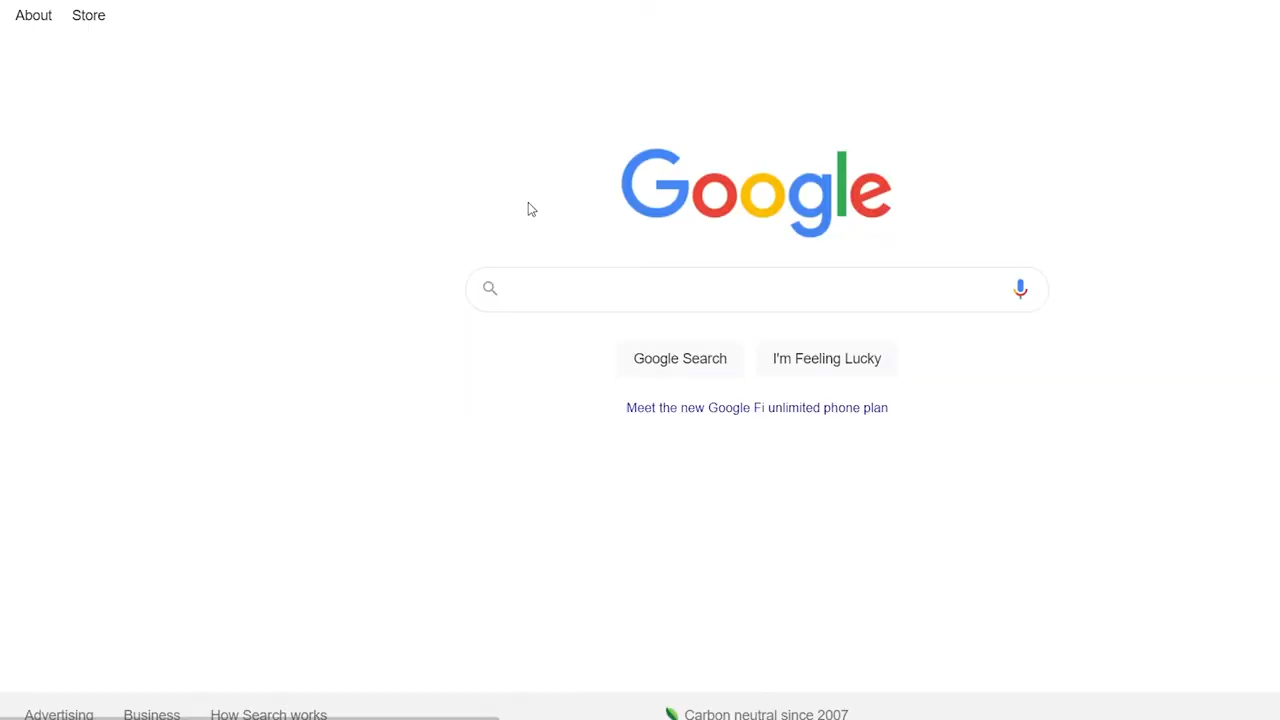 About Store
Google
Google Search I'm Feeling Lucky
Meet the new Google Fi unlimited phone plan
Advertising Business How Search works Carbon neutral since 2007